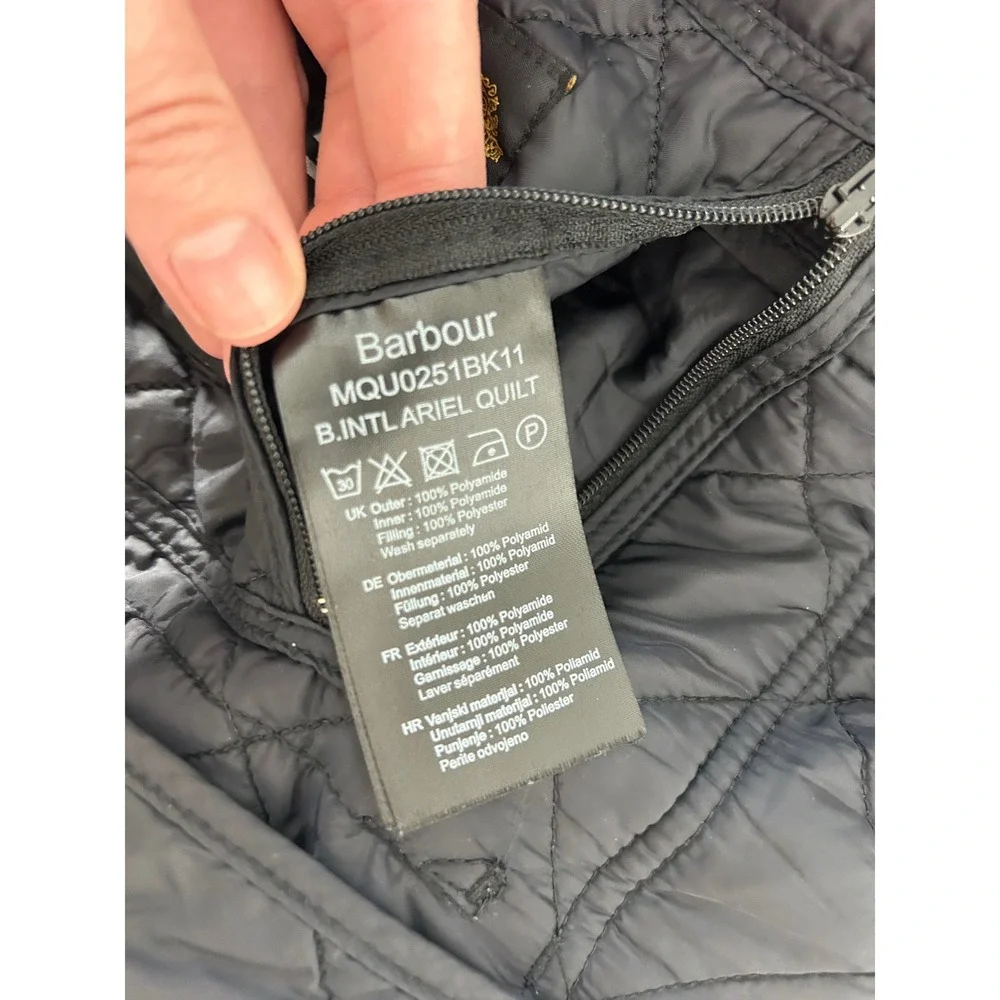 Barbour
MQU0251BK11
B.INTL ARIEL QUILT
30 P
UK Outer : 100% Polyamide
Inner : 100% Polyamide
Filling : 100% Polyester
Wash separately
DE Obermaterial : 100% Polyamid
Innenmaterial : 100% Polyamid
Füllung : 100% Polyester
Separat waschen
FR Extérieur : 100% Polyamide
Intérieur : 100% Polyamide
Garnissage : 100% Polyester
Laver séparément
HR Vanjski materijal : 100% Poliamid
Unutarnji materijal : 100% Poliamid
Punjenje : 100% Poliester
Perite odvojeno